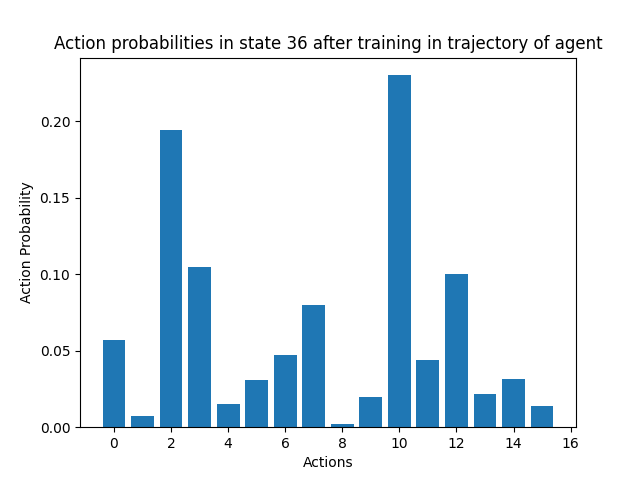 Action probabilities in state 36 after training in trajectory of agent
Action Probability
0.20
0.15
0.10
0.05
0.00
0 2 4 6 8 10 12 14 16
Actions